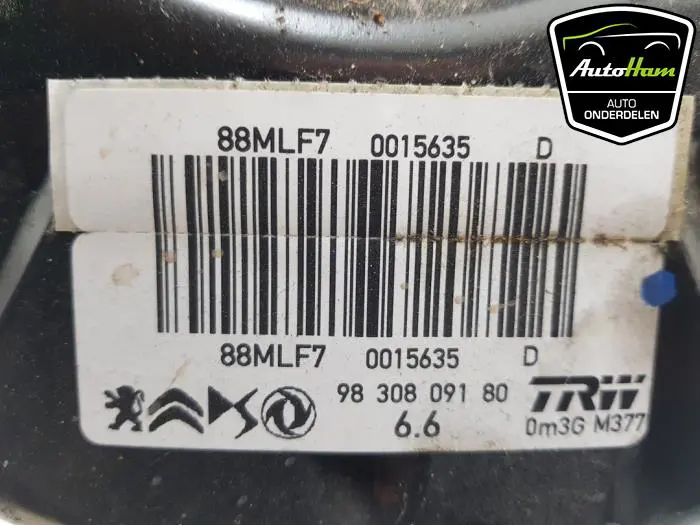 AutoHam
AUTO
ONDERDELEN
88MLF7 0015635 D
88MLF7 0015635 D
98 308 091 80
6.6
TRW
0m3G M377